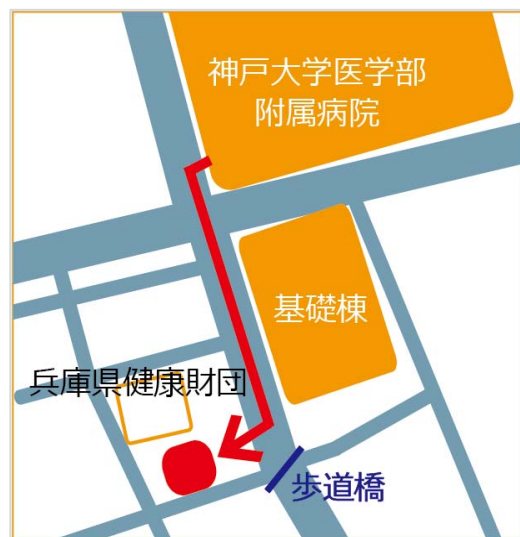 神戸大学医学部
附属病院
基礎棟
兵庫県健康財団
歩道橋